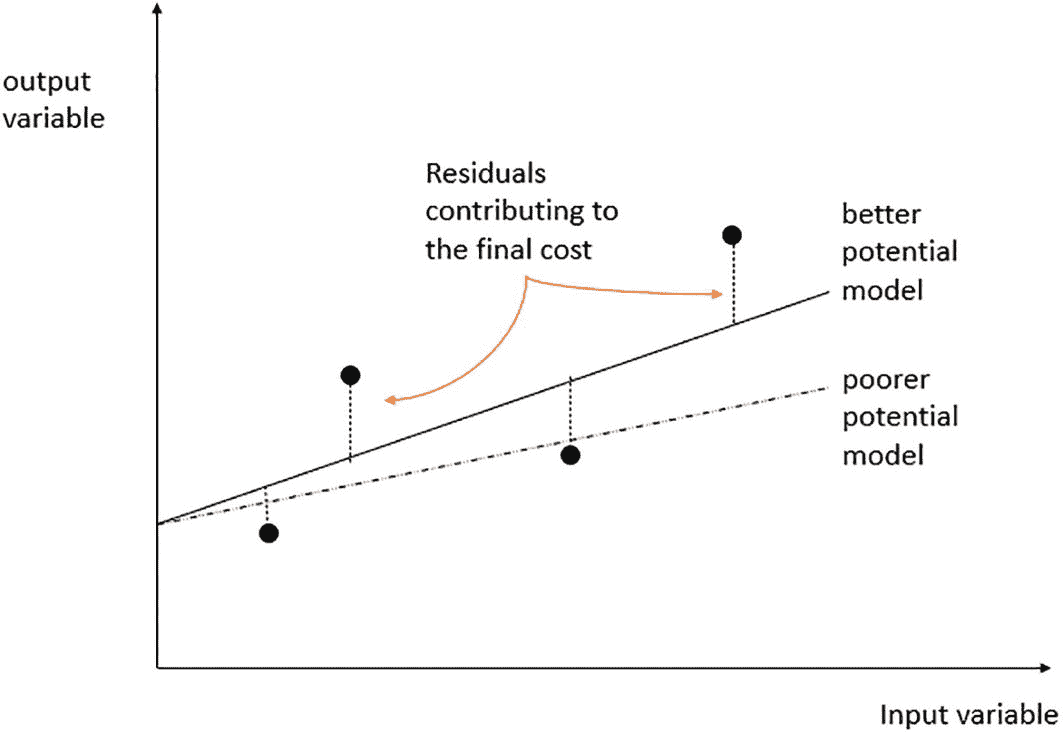 output
variable
Residuals
contributing to
the final cost
better
potential
model
poorer
potential
model
Input variable